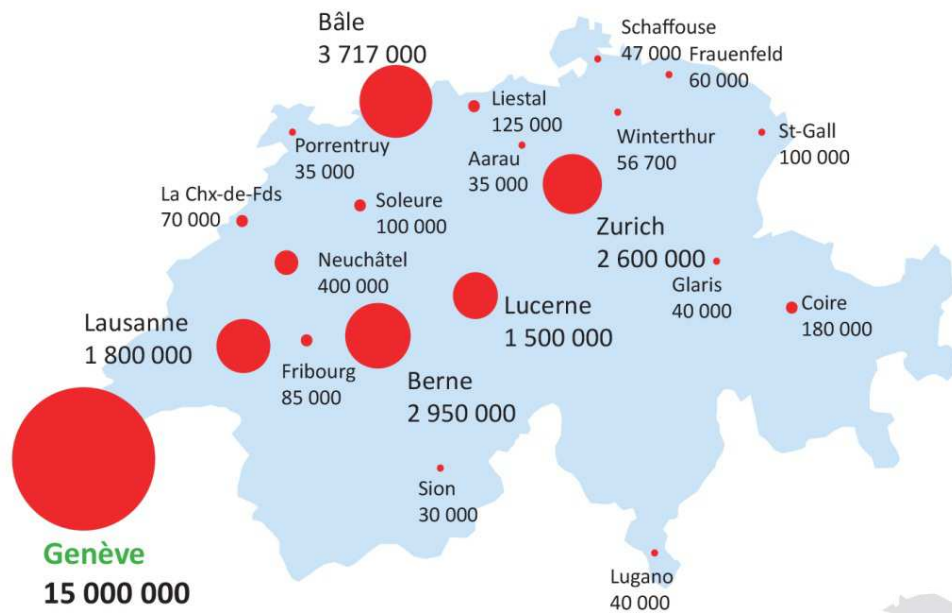 Bâle
3 717 000
Schaffouse
47 000
Frauenfeld
60 000
Liestal
125 000
Porrentruy
35 000
Aarau
35 000
Winterthur
56 700
St-Gall
100 000
La Chx-de-Fds
70 000
Soleure
100 000
Zurich
2 600 000
Neuchâtel
400 000
Glaris
40 000
Lausanne
1 800 000
Lucerne
1 500 000
Coire
180 000
Fribourg
85 000
Berne
2 950 000
Sion
30 000
Genève
15 000 000
Lugano
40 000